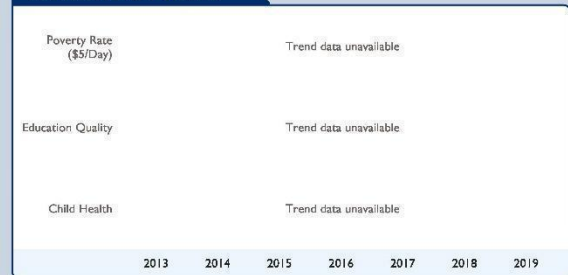 Poverty Rate
($5/Day)
Trend data unavailable
Education Quality
Trend data unavailable
Child Health
Trend data unavailable
2013 2014 2015 2016 2017 2018 2019